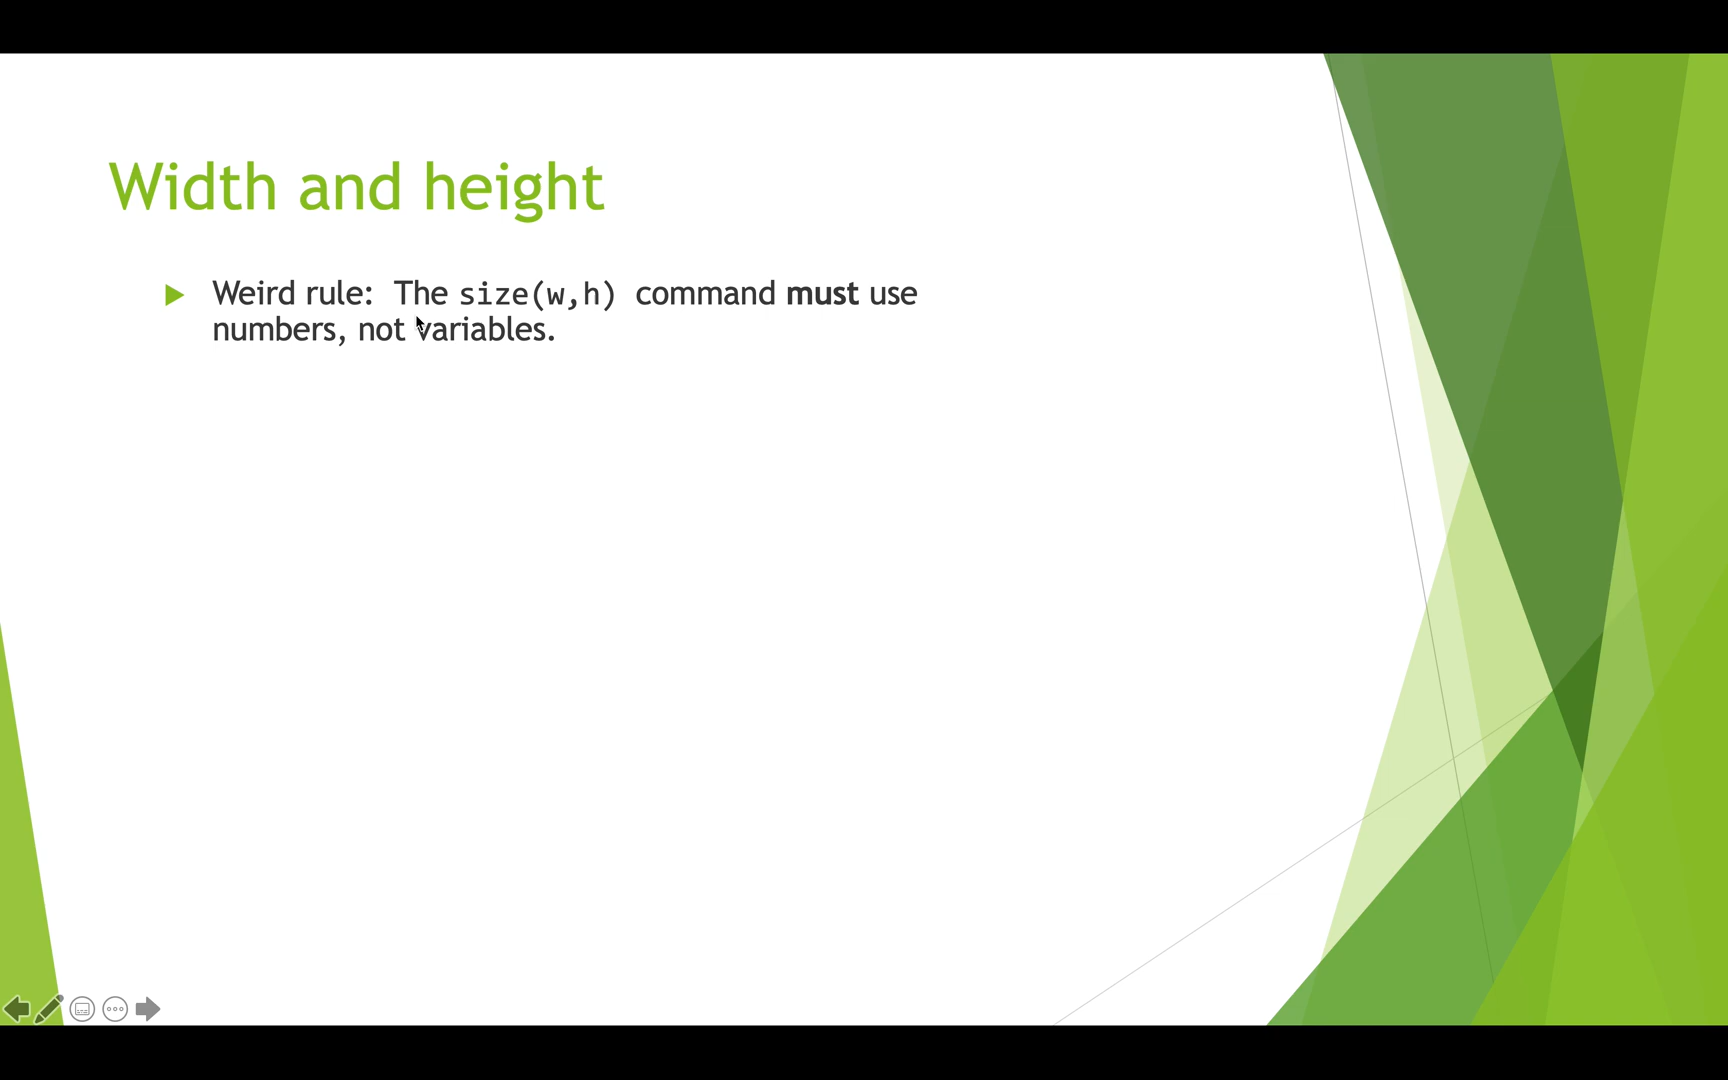 Width and height
Weird rule:  The size(w,h) command must use
numbers, not variables.